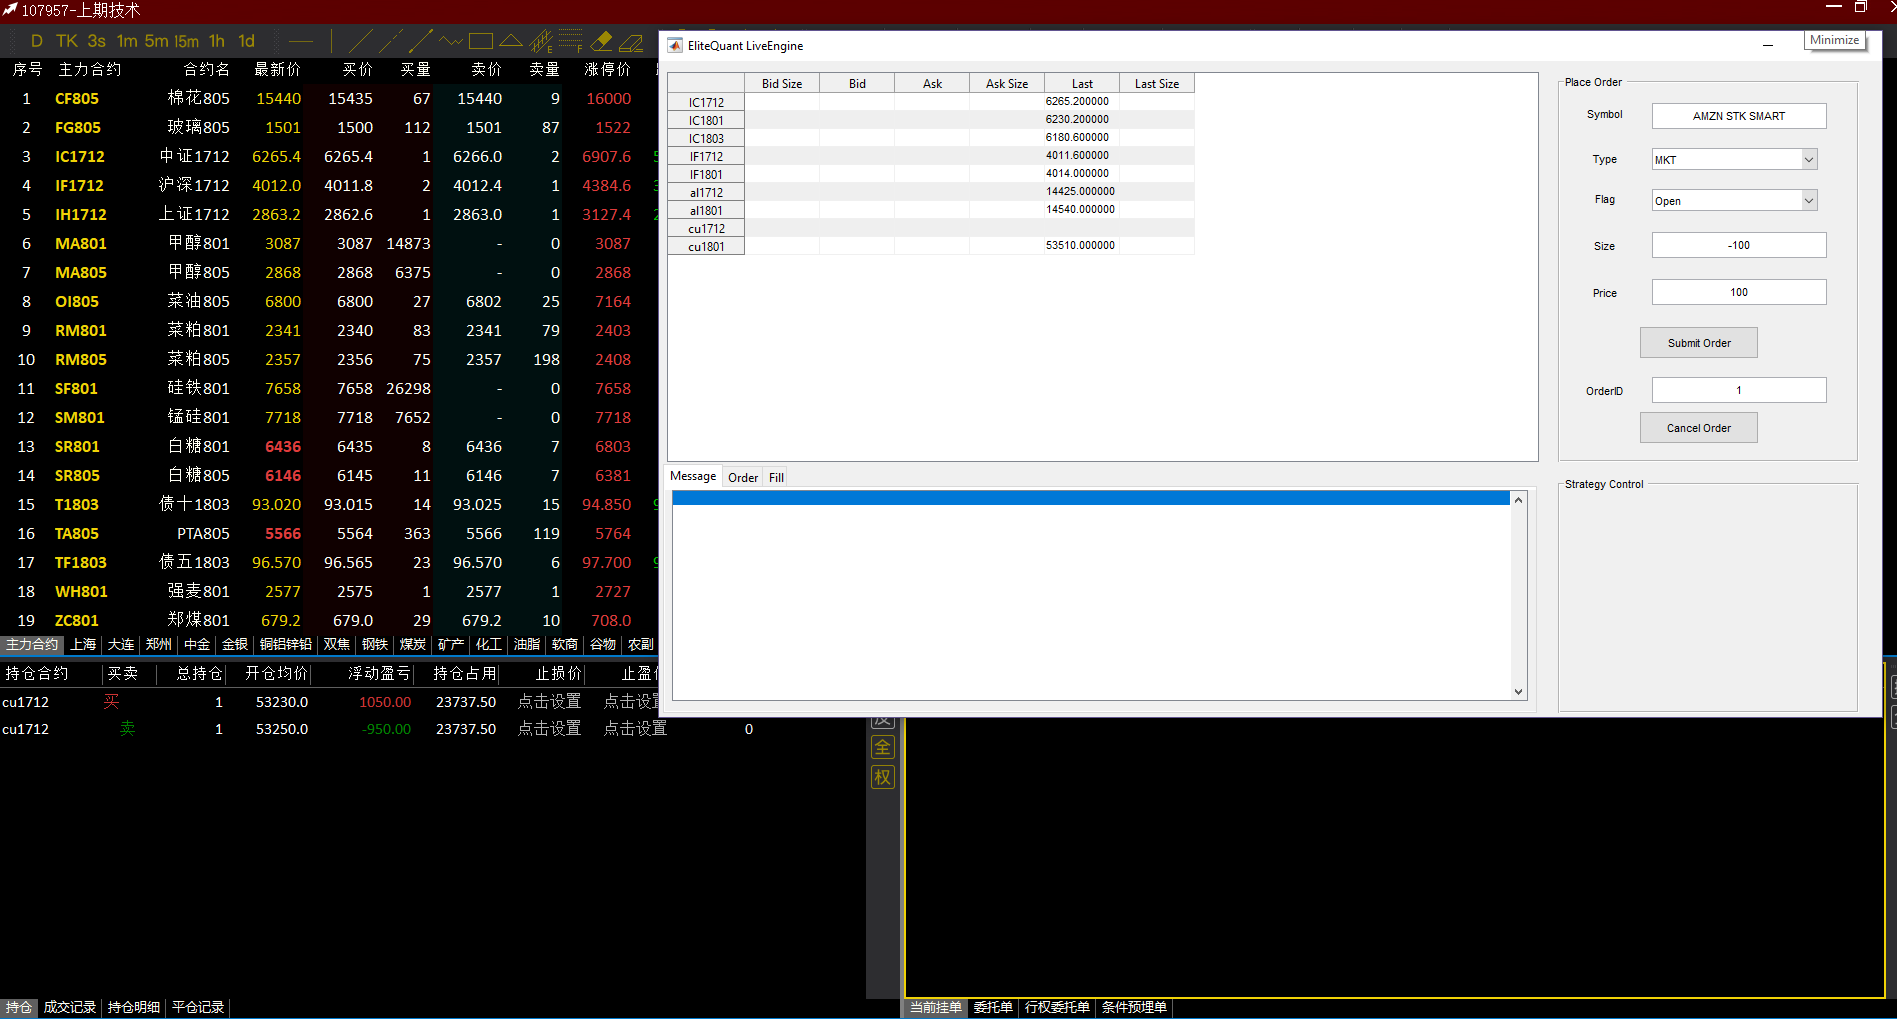 107957-上期技术
Minimize
D TK 3s 1m 5m 15m 1h 1d
E F
EliteQuant LiveEngine
序号 主力合约 合约名 最新价 买价 买量 卖价 卖量 涨停价
1 CF805 棉花805 15440 15435 67 15440 9 16000
2 FG805 玻璃805 1501 1500 112 1501 87 1522
3 IC1712 中证1712 6265.4 6265.4 1 6266.0 2 6907.6
4 IF1712 沪深1712 4012.0 4011.8 2 4012.4 1 4384.6
5 IH1712 上证1712 2863.2 2862.6 1 2863.0 1 3127.4
6 MA801 甲醇801 3087 3087 14873 - 0 3087
7 MA805 甲醇805 2868 2868 6375 - 0 2868
8 OI805 菜油805 6800 6800 27 6802 25 7164
9 RM801 菜粕801 2341 2340 83 2341 79 2403
10 RM805 菜粕805 2357 2356 75 2357 198 2408
11 SF801 硅铁801 7658 7658 26298 - 0 7658
12 SM801 锰硅801 7718 7718 7652 - 0 7718
13 SR801 白糖801 6436 6435 8 6436 7 6803
14 SR805 白糖805 6146 6145 11 6146 7 6381
15 T1803 债十1803 93.020 93.015 14 93.025 15 94.850
16 TA805 PTA805 5566 5564 363 5566 119 5764
17 TF1803 债五1803 96.570 96.565 23 96.570 6 97.700
18 WH801 强麦801 2577 2575 1 2577 1 2727
19 ZC801 郑煤801 679.2 679.0 29 679.2 10 708.0
主力合约 上海 大连 郑州 中金 金银 铜铝锌铅 双焦 钢铁 煤炭 矿产 化工 油脂 软商 谷物 农副
持仓合约 买卖 总持仓 开仓均价 浮动盈亏 持仓占用 止损价 止盈
cu1712 买 1 53230.0 1050.00 23737.50 点击设置 点击设置
cu1712 卖 1 53250.0 -950.00 23737.50 点击设置 点击设置 0
全
权
持仓 成交记录 持仓明细 平仓记录
当前挂单 委托单 行权委托单 条件预埋单
Bid Size Bid Ask Ask Size Last Last Size
IC1712 6265.200000
IC1801 6230.200000
IC1803 6180.600000
IF1712 4011.600000
IF1801 4014.000000
al1712 14425.000000
al1801 14540.000000
cu1712
cu1801 53510.000000
Message Order Fill
Place Order
Symbol AMZN STK SMART
Type MKT
Flag Open
Size -100
Price 100
Submit Order
OrderID 1
Cancel Order
Strategy Control